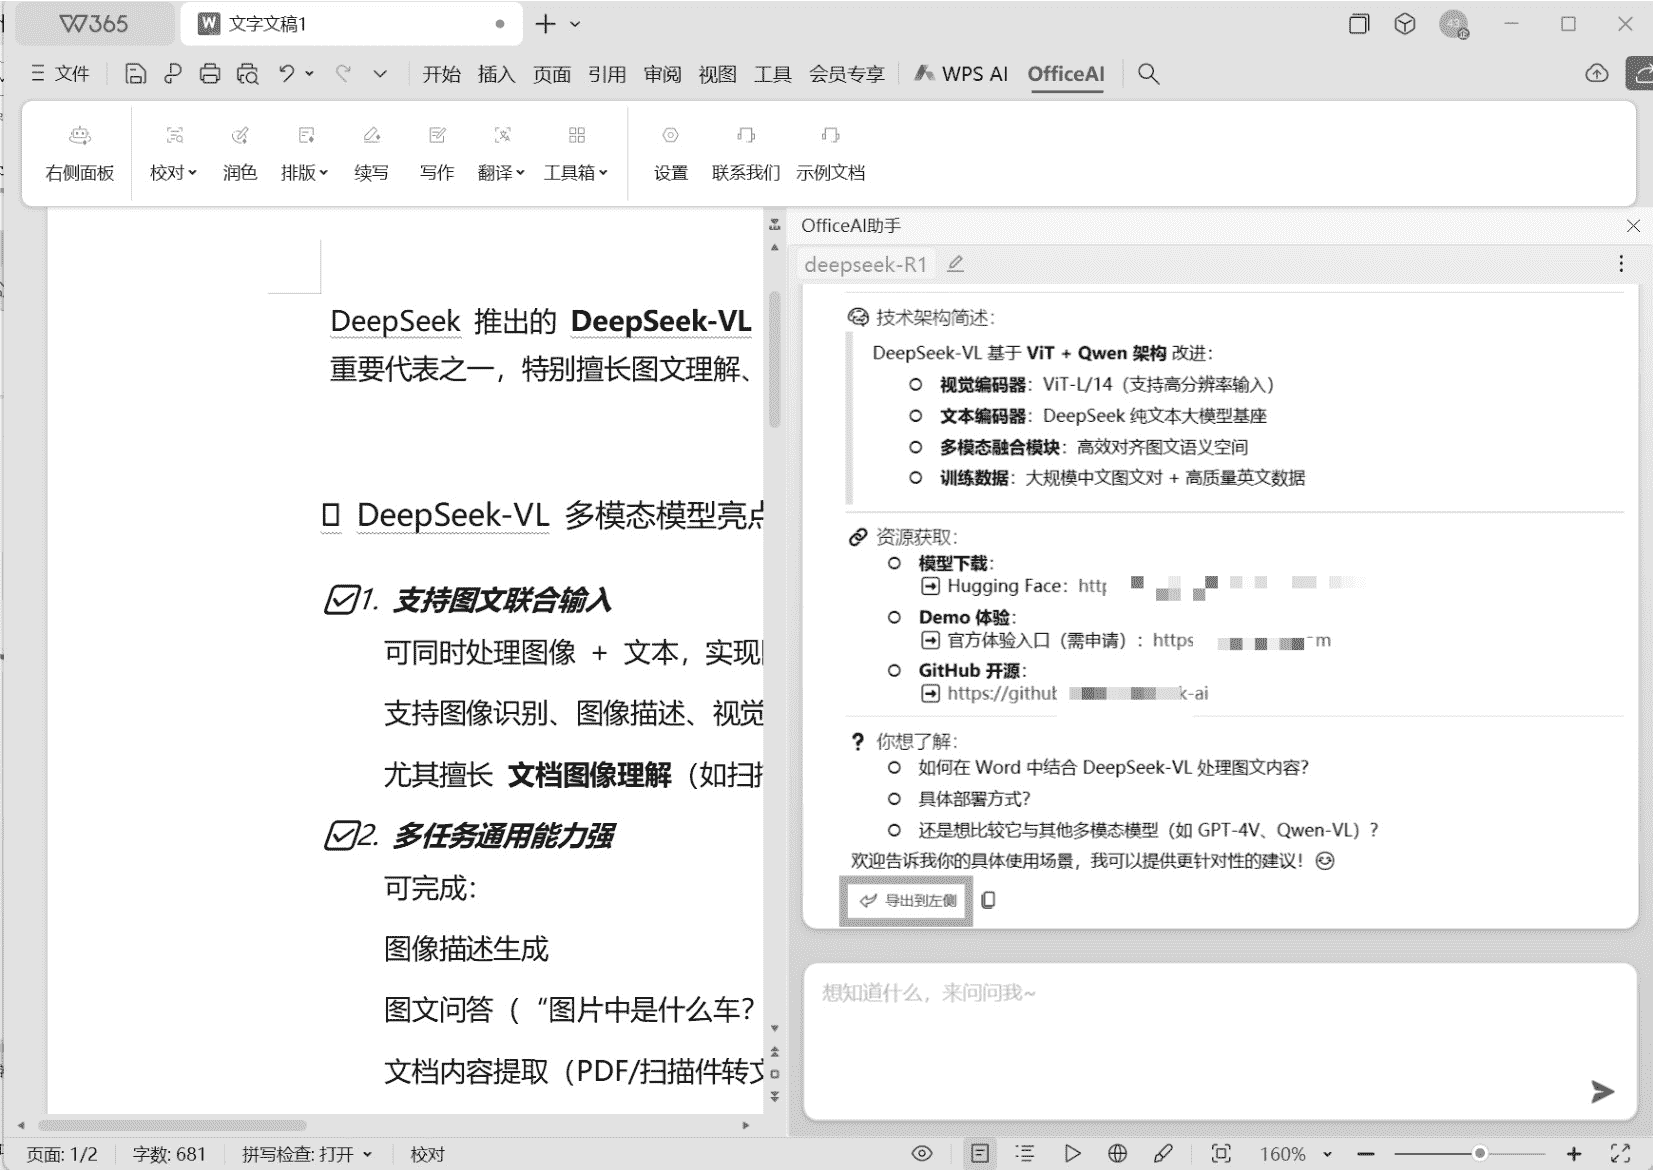 W365
文字文稿1
文件
开始 插入 页面 引用 审阅 视图 工具 会员专享 WPS AI OfficeAI
右侧面板 校对 润色 排版 续写 写作 翻译 工具箱 设置 联系我们 示例文档
DeepSeek 推出的 DeepSeek-VL
重要代表之一，特别擅长图文理解、
DeepSeek-VL 多模态模型亮点
1. 支持图文联合输入
可同时处理图像 + 文本，实现
支持图像识别、图像描述、视觉
尤其擅长 文档图像理解（如扫描
2. 多任务通用能力强
可完成：
图像描述生成
图文问答（“图片中是什么车？
文档内容提取（PDF/扫描件转文
OfficeAI助手
deepseek-R1
技术架构简述：
DeepSeek-VL 基于 ViT + Qwen 架构 改进：
视觉编码器：ViT-L/14（支持高分辨率输入）
文本编码器：DeepSeek 纯文本大模型基座
多模态融合模块：高效对齐图文语义空间
训练数据：大规模中文图文对 + 高质量英文数据
资源获取：
模型下载：
Hugging Face：http
Demo 体验：
官方体验入口（需申请）：https m
GitHub 开源：
https://github k-ai
你想了解：
如何在 Word 中结合 DeepSeek-VL 处理图文内容？
具体部署方式？
还是想比较它与其他多模态模型（如 GPT-4V、Qwen-VL）？
欢迎告诉我你的具体使用场景，我可以提供更针对性的建议！
导出到左侧
想知道什么，来问问我~
页面: 1/2 字数: 681 拼写检查: 打开 校对 160%